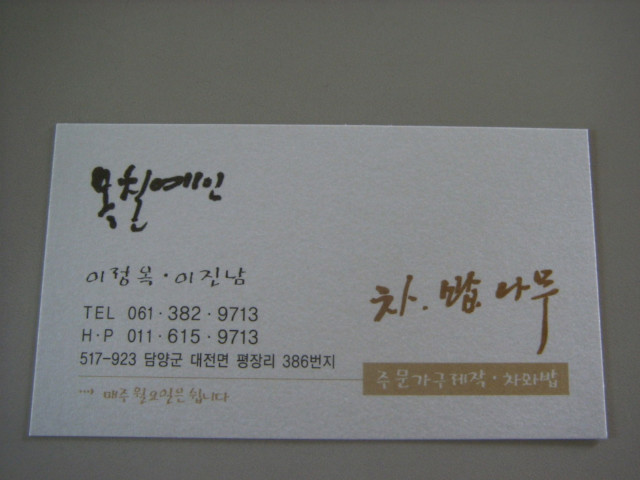 목칠예인
이정옥·이진남
TEL 061·382·9713
H·P 011·615·9713
517-923 담양군 대전면 평장리 386번지
매주 월요일은 쉽니다
차.밥.나무
주문가구제작·차와밥